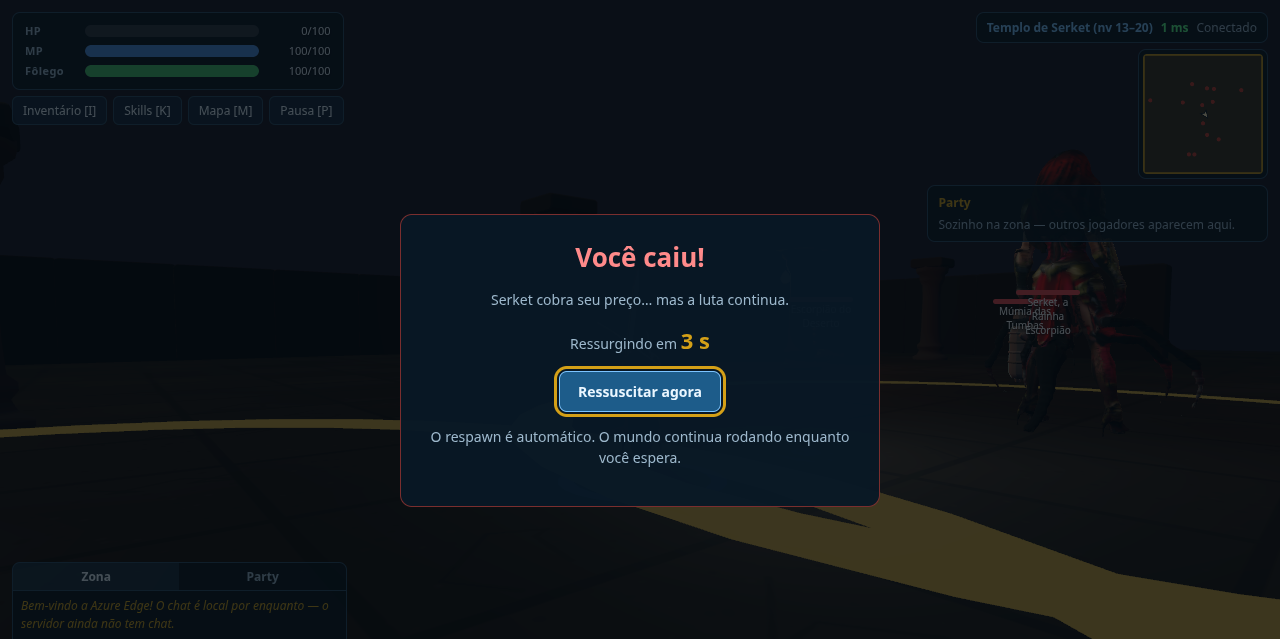 HP 0/100
MP 100/100
Fôlego 100/100
Inventário [I] Skills [K] Mapa [M] Pausa [P]
Templo de Serket (nv 13–20) 1 ms Conectado
Party
Sozinho na zona — outros jogadores aparecem aqui.
Serket, a
Rainha
Escorpião
Múmia das
Tumbas
Você caiu!
Serket cobra seu preço... mas a luta continua.
Ressurgindo em 3 s
Ressuscitar agora
O respawn é automático. O mundo continua rodando enquanto
você espera.
Zona Party
Bem-vindo a Azure Edge! O chat é local por enquanto — o
servidor ainda não tem chat.